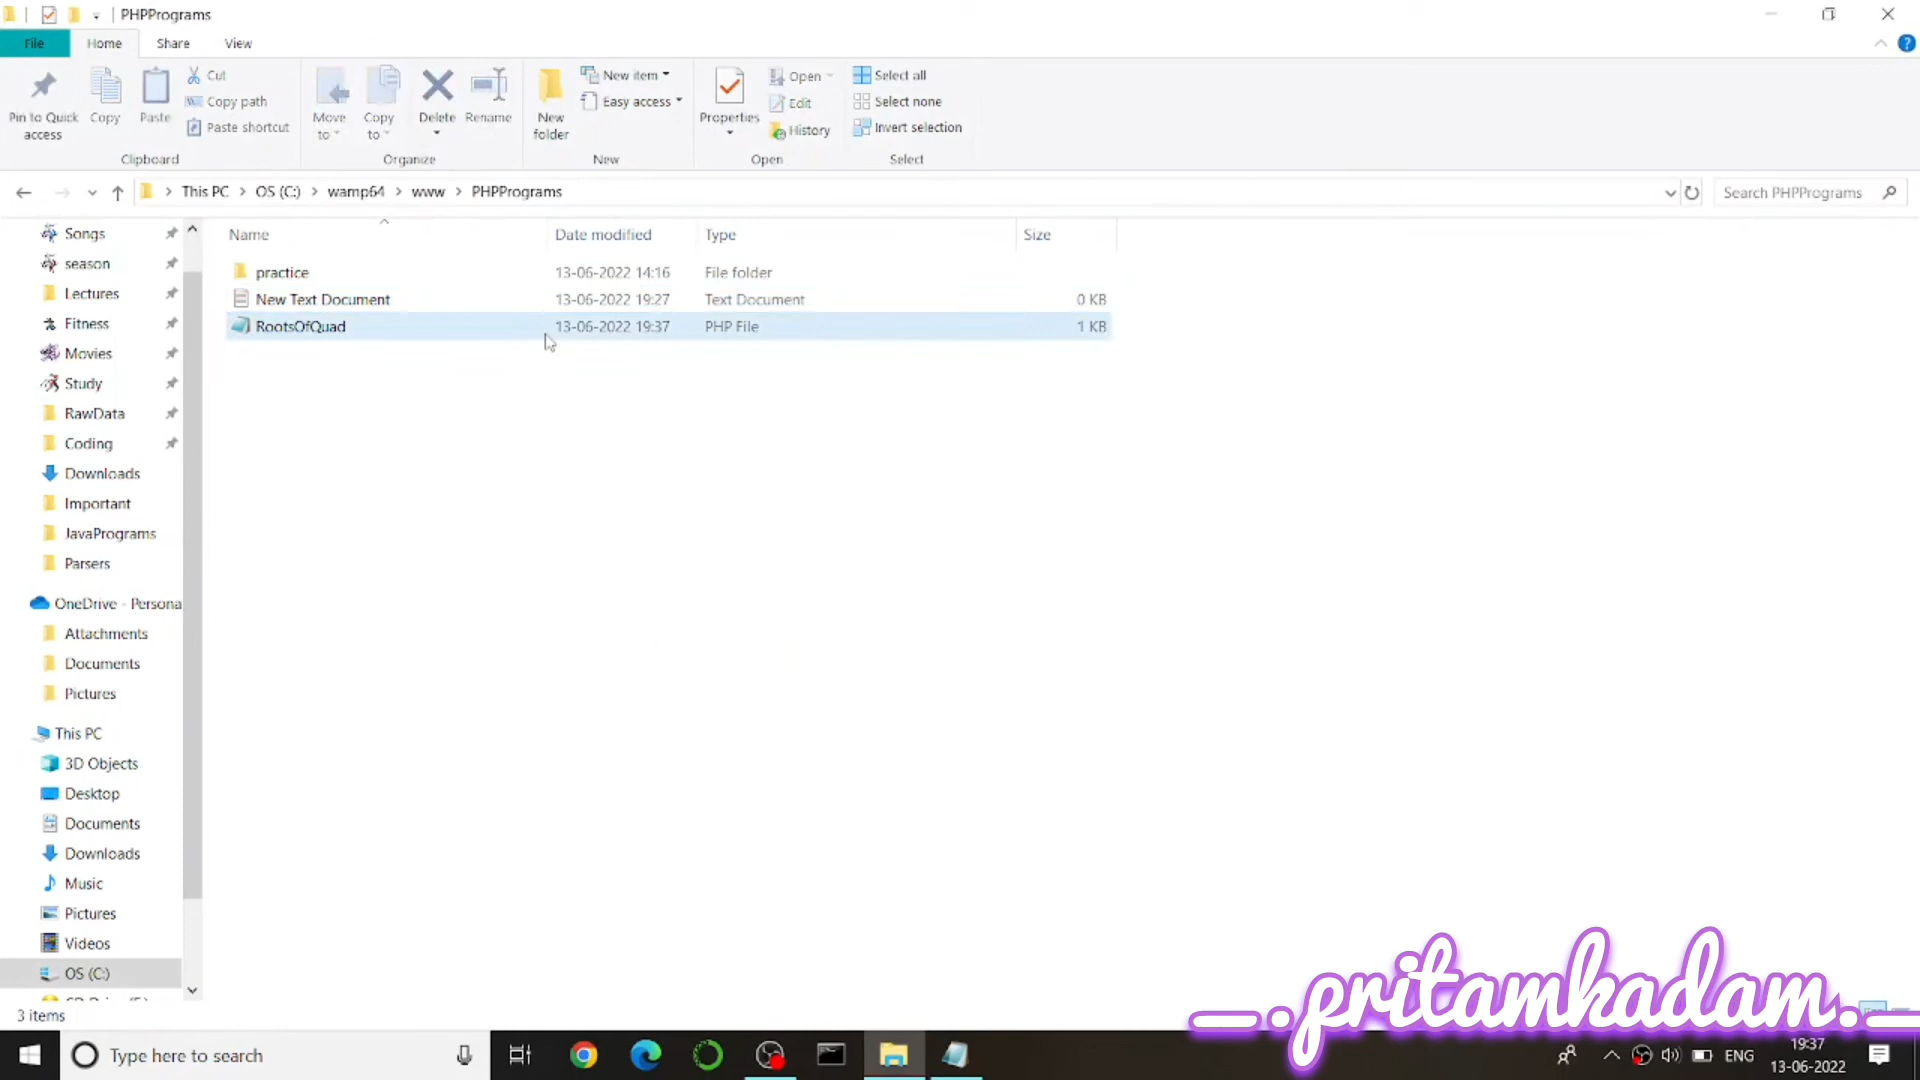 PHPPrograms
File Home Share View
Pin to Quick access
Copy
Paste
Cut
Copy path
Paste shortcut
Clipboard
Move to
Copy to
Delete
Rename
Organize
New folder
New item
Easy access
New
Properties
Open
Edit
History
Open
Select all
Select none
Invert selection
Select
This PC > OS (C:) > wamp64 > www > PHPPrograms
Search PHPPrograms
Name Date modified Type Size
practice 13-06-2022 14:16 File folder
New Text Document 13-06-2022 19:27 Text Document 0 KB
RootsOfQuad 13-06-2022 19:37 PHP File 1 KB
Songs
season
Lectures
Fitness
Movies
Study
RawData
Coding
Downloads
Important
JavaPrograms
Parsers
OneDrive - Persona
Attachments
Documents
Pictures
This PC
3D Objects
Desktop
Documents
Downloads
Music
Pictures
Videos
OS (C:)
3 items
_.pritamkadam._
Type here to search
ENG
19:37
13-06-2022